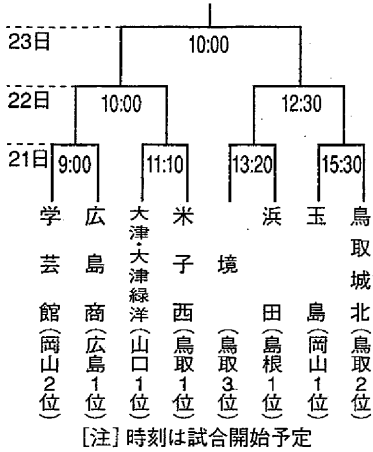 23日
10:00
22日
10:00
12:30
21日
9:00
11:10
13:20
15:30
学芸館(岡山2位)
広島商(広島1位)
大津・大津緑洋(山口1位)
米子西(鳥取1位)
境(鳥取3位)
浜田(島根1位)
玉島(岡山1位)
鳥取城北(鳥取2位)
[注]時刻は試合開始予定